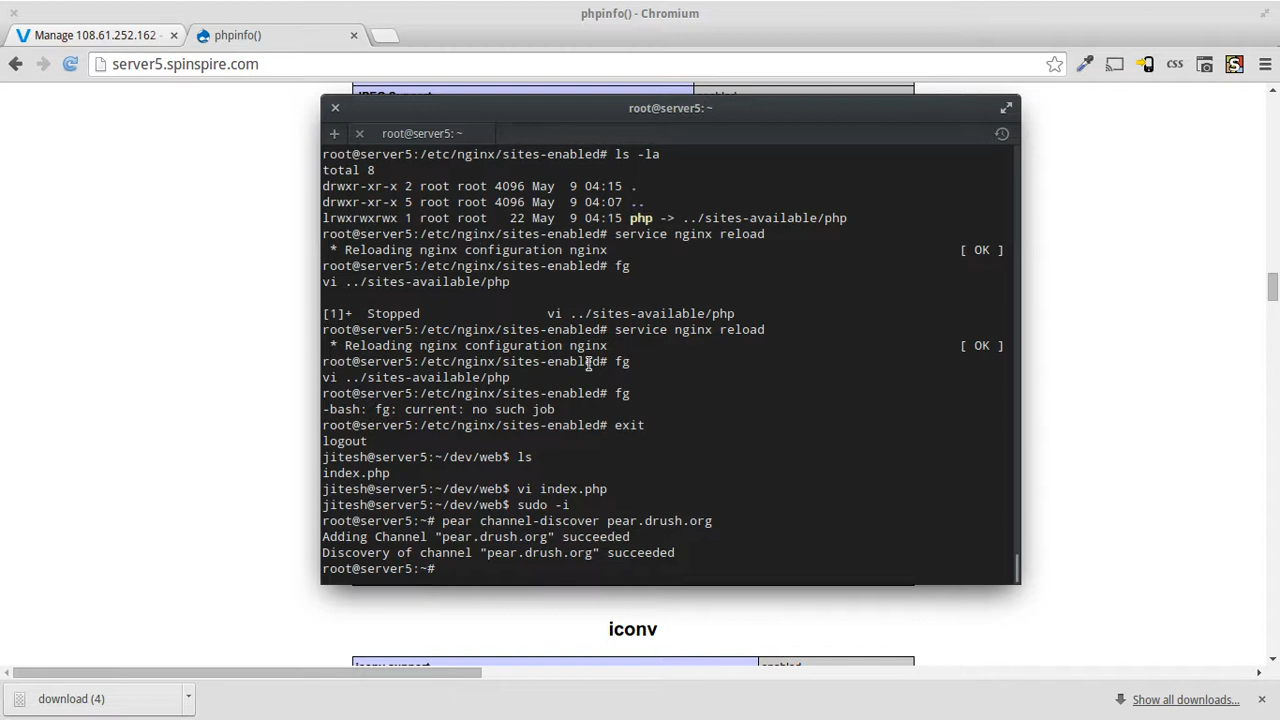 phpinfo() - Chromium
Manage 108.61.252.162
phpinfo()
server5.spinspire.com
CSS
root@server5: ~
root@server5: ~
root@server5:/etc/nginx/sites-enabled# ls -la
total 8
drwxr-xr-x 2 root root 4096 May  9 04:15 .
drwxr-xr-x 5 root root 4096 May  9 04:07 ..
lrwxrwxrwx 1 root root   22 May  9 04:15 php -> ../sites-available/php
root@server5:/etc/nginx/sites-enabled# service nginx reload
 * Reloading nginx configuration nginx [ OK ]
root@server5:/etc/nginx/sites-enabled# fg
vi ../sites-available/php
[1]+  Stopped                 vi ../sites-available/php
root@server5:/etc/nginx/sites-enabled# service nginx reload
 * Reloading nginx configuration nginx [ OK ]
root@server5:/etc/nginx/sites-enabled# fg
vi ../sites-available/php
root@server5:/etc/nginx/sites-enabled# fg
-bash: fg: current: no such job
root@server5:/etc/nginx/sites-enabled# exit
logout
jitesh@server5:~/dev/web$ ls
index.php
jitesh@server5:~/dev/web$ vi index.php
jitesh@server5:~/dev/web$ sudo -i
root@server5:~# pear channel-discover pear.drush.org
Adding Channel "pear.drush.org" succeeded
Discovery of channel "pear.drush.org" succeeded
root@server5:~#
iconv
iconv support enabled
download (4)
Show all downloads...